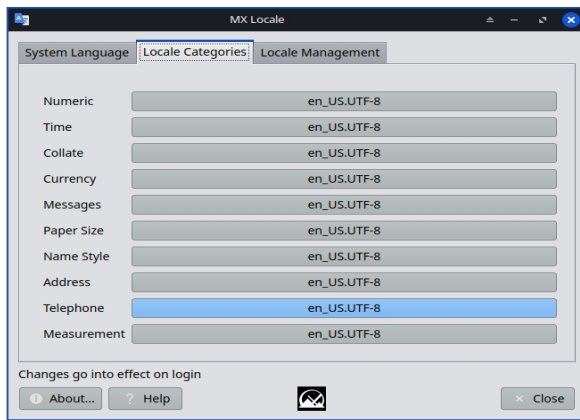 MX Locale
System Language Locale Categories Locale Management
Numeric en_US.UTF-8
Time en_US.UTF-8
Collate en_US.UTF-8
Currency en_US.UTF-8
Messages en_US.UTF-8
Paper Size en_US.UTF-8
Name Style en_US.UTF-8
Address en_US.UTF-8
Telephone en_US.UTF-8
Measurement en_US.UTF-8
Changes go into effect on login
About... ? Help × Close